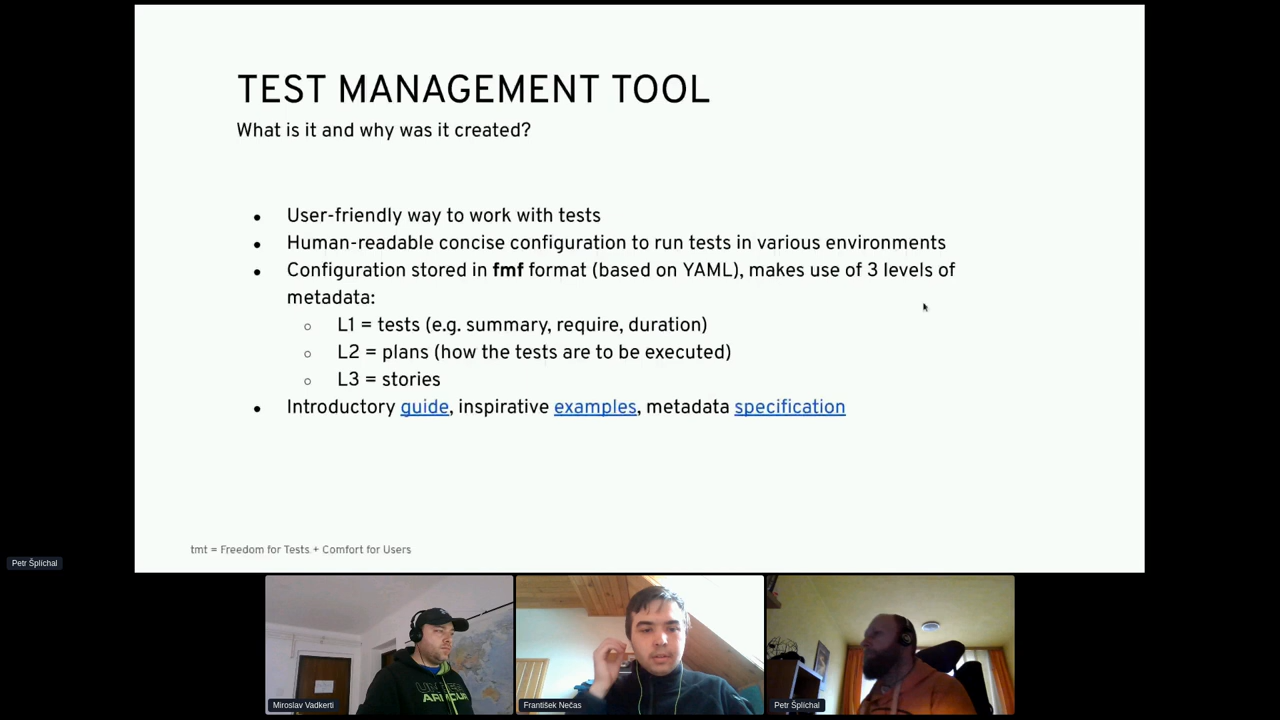 TEST MANAGEMENT TOOL
What is it and why was it created?
● User-friendly way to work with tests
● Human-readable concise configuration to run tests in various environments
● Configuration stored in fmf format (based on YAML), makes use of 3 levels of
metadata:
○ L1 = tests (e.g. summary, require, duration)
○ L2 = plans (how the tests are to be executed)
○ L3 = stories
● Introductory guide, inspirative examples, metadata specification
tmt = Freedom for Tests + Comfort for Users
Petr Šplíchal
Miroslav Vadkerti
František Nečas
Petr Šplíchal